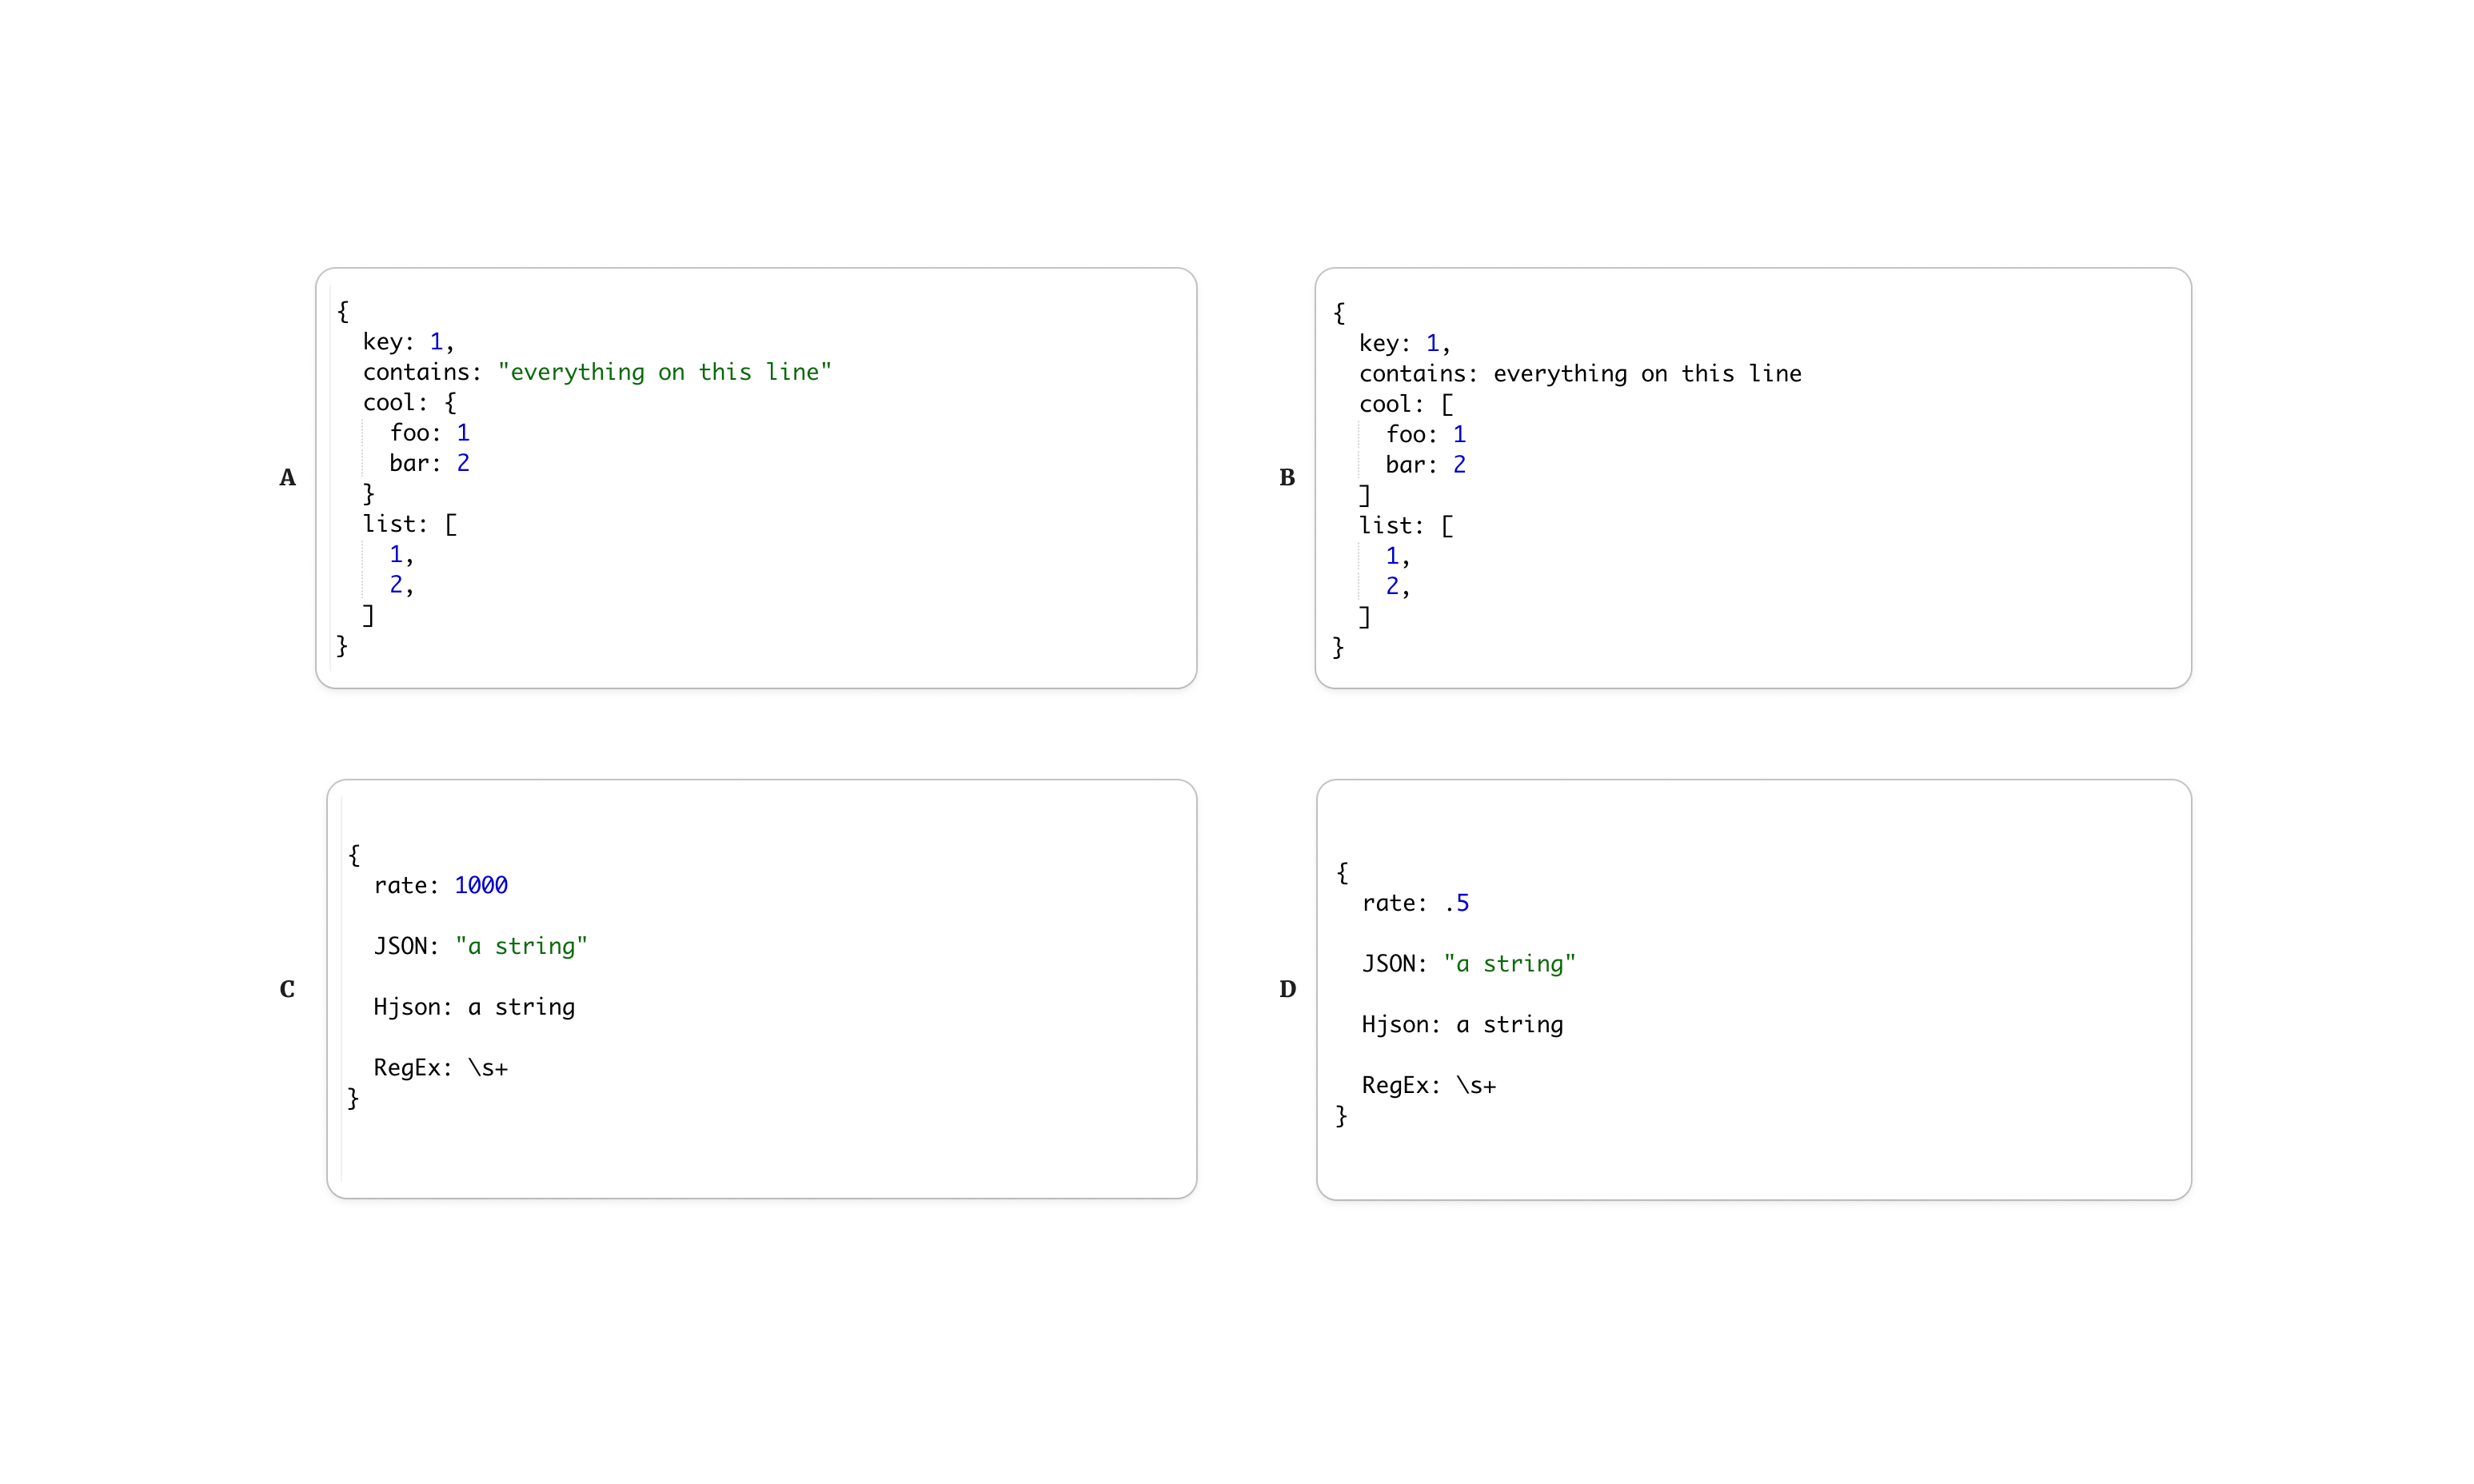 A
{
  key: 1,
  contains: "everything on this line"
  cool: {
    foo: 1
    bar: 2
  }
  list: [
    1,
    2,
  ]
}
B
{
  key: 1,
  contains: everything on this line
  cool: [
    foo: 1
    bar: 2
  ]
  list: [
    1,
    2,
  ]
}
C
{
  rate: 1000
  JSON: "a string"
  Hjson: a string
  RegEx: \s+
}
D
{
  rate: .5
  JSON: "a string"
  Hjson: a string
  RegEx: \s+
}